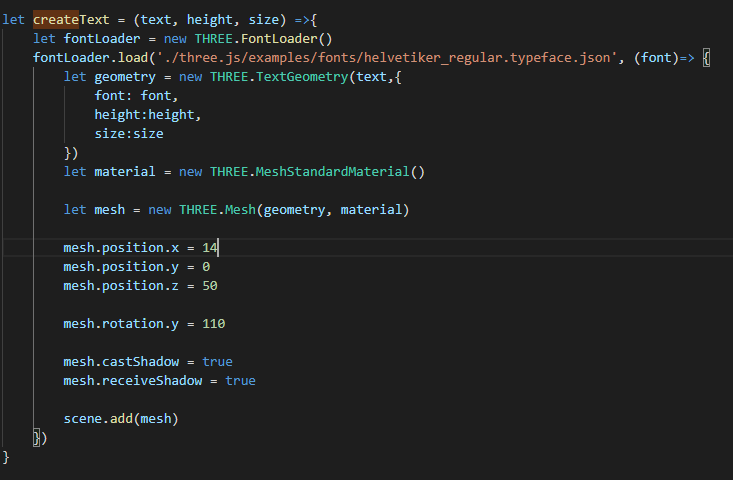 let createText = (text, height, size) =>{
let fontLoader = new THREE.FontLoader()
fontLoader.load('./three.js/examples/fonts/helvetiker_regular.typeface.json', (font)=> {
let geometry = new THREE.TextGeometry(text,{
font: font,
height:height,
size:size
})
let material = new THREE.MeshStandardMaterial()
let mesh = new THREE.Mesh(geometry, material)
mesh.position.x = 14
mesh.position.y = 0
mesh.position.z = 50
mesh.rotation.y = 110
mesh.castShadow = true
mesh.receiveShadow = true
scene.add(mesh)
})
}